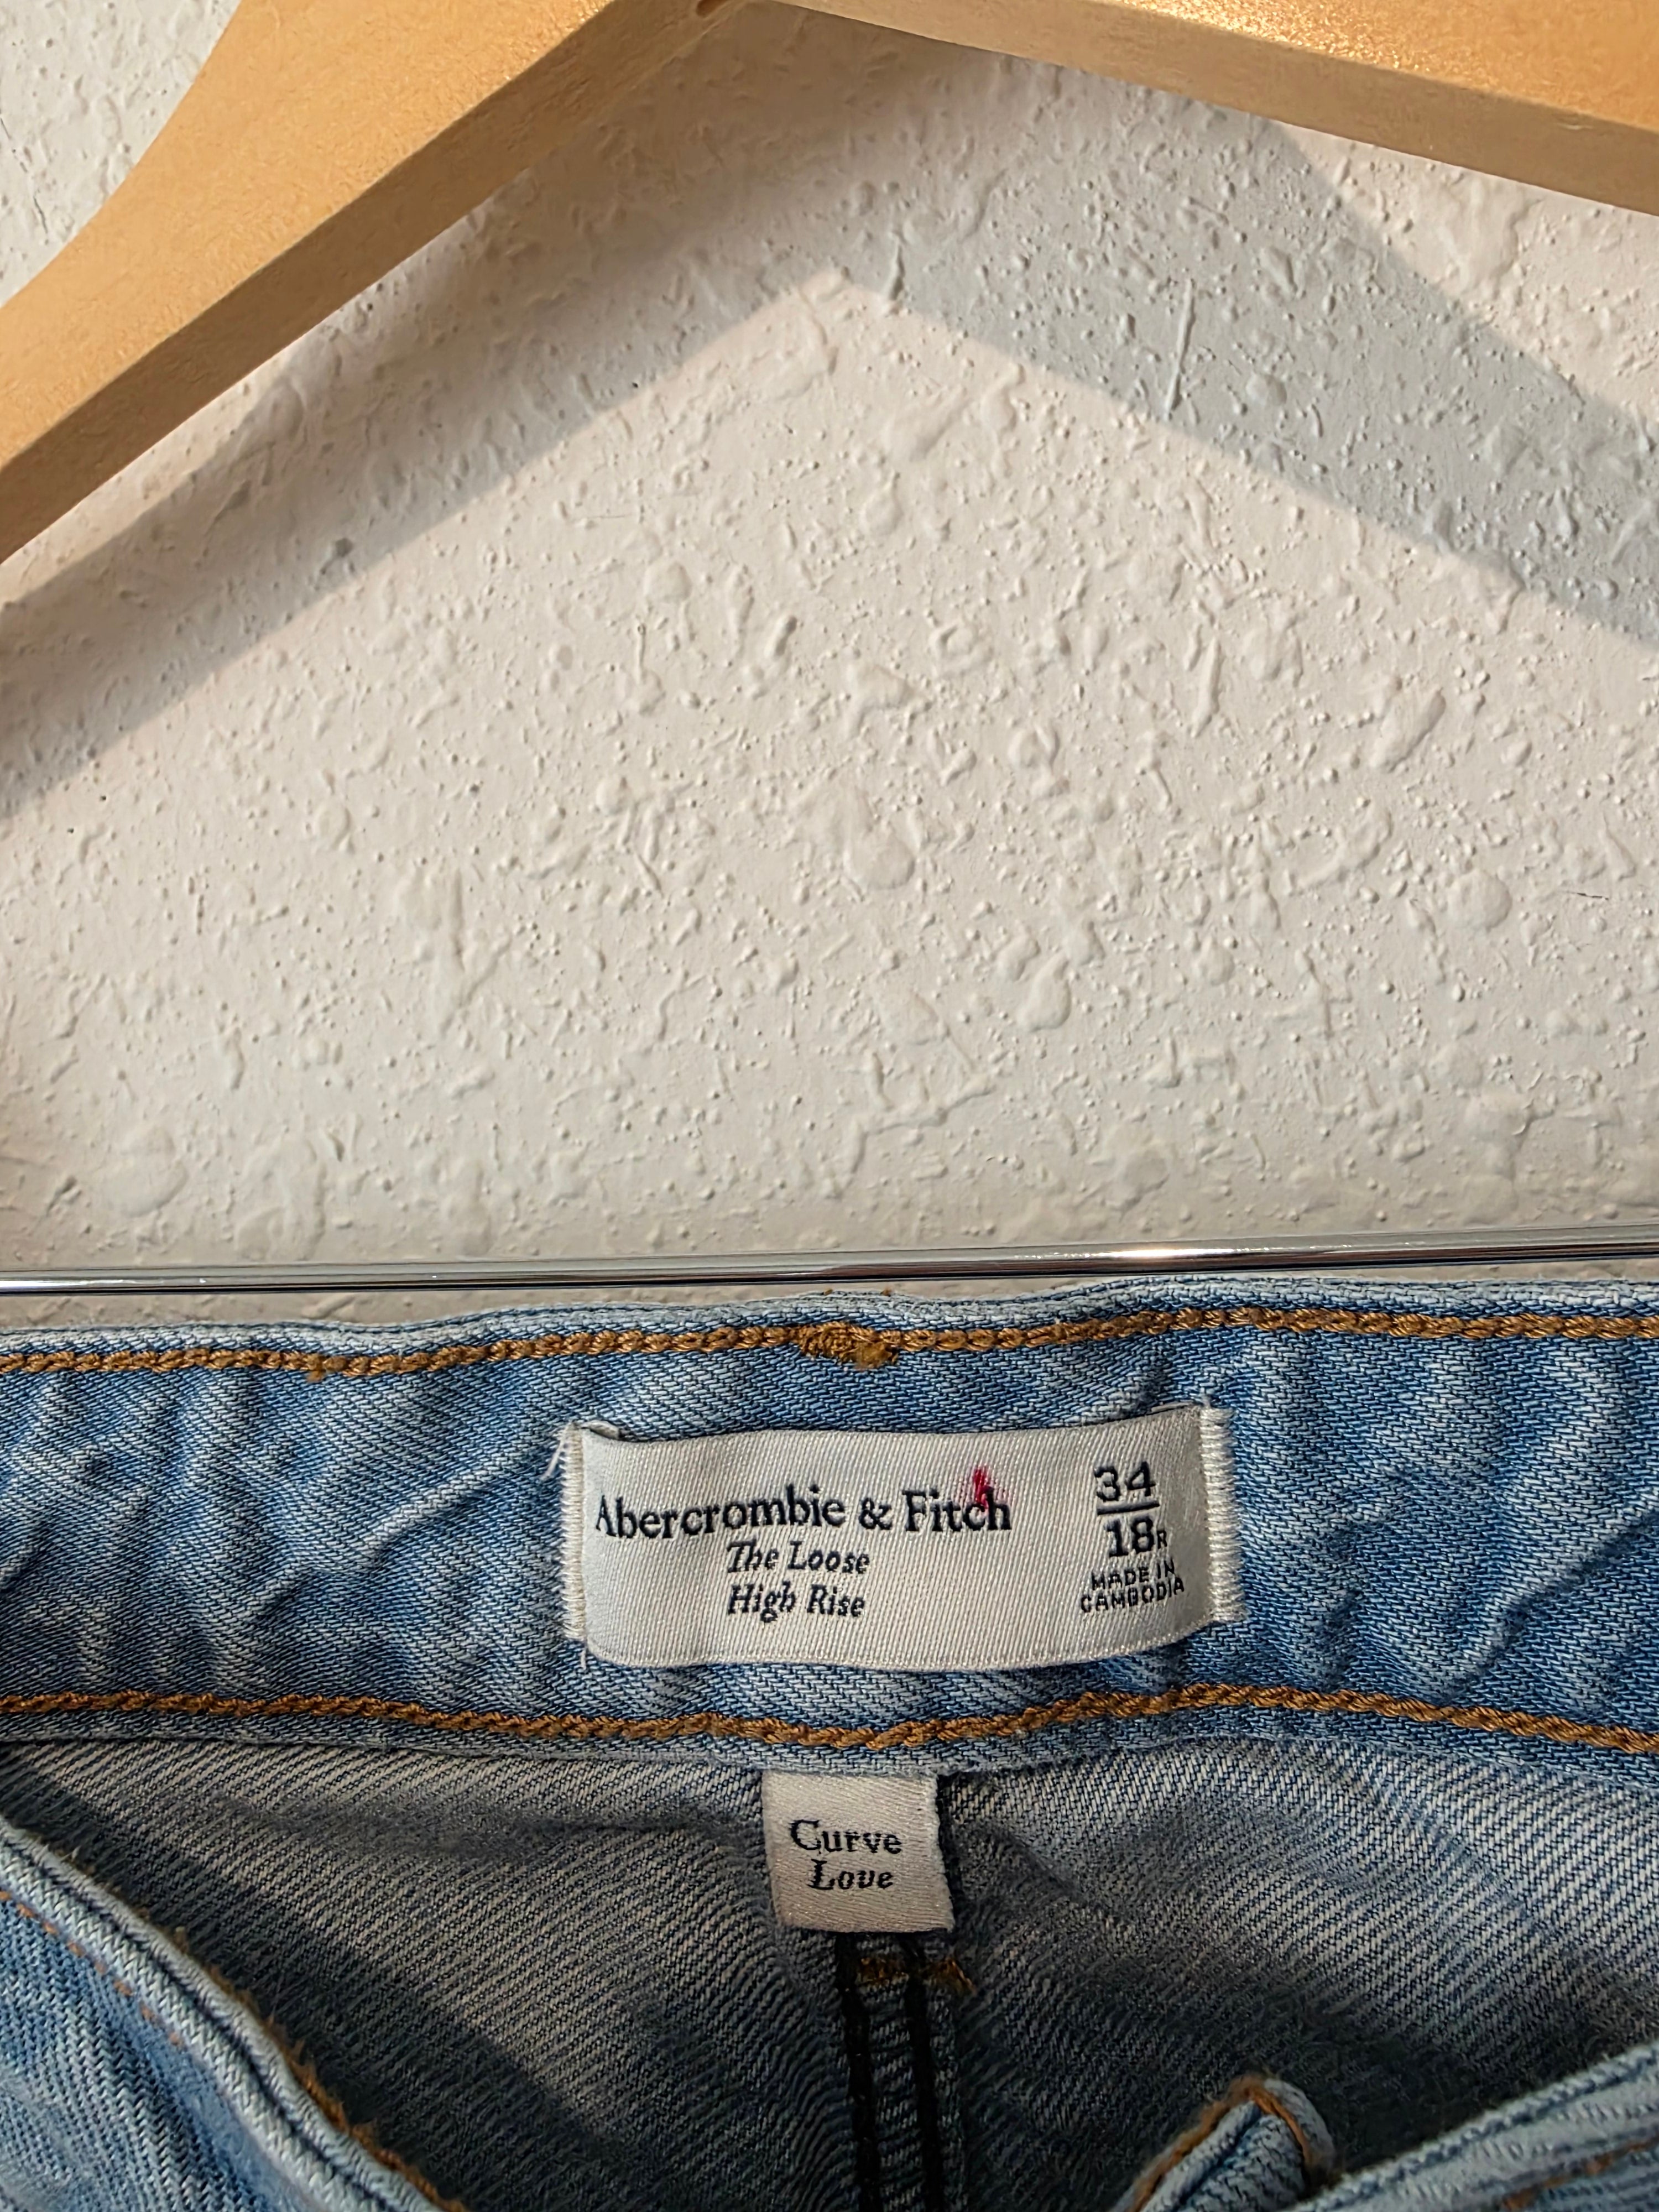 Abercrombie & Fitch
The Loose
High Rise
34
18R
MADE IN
CAMBODIA
Curve
Love